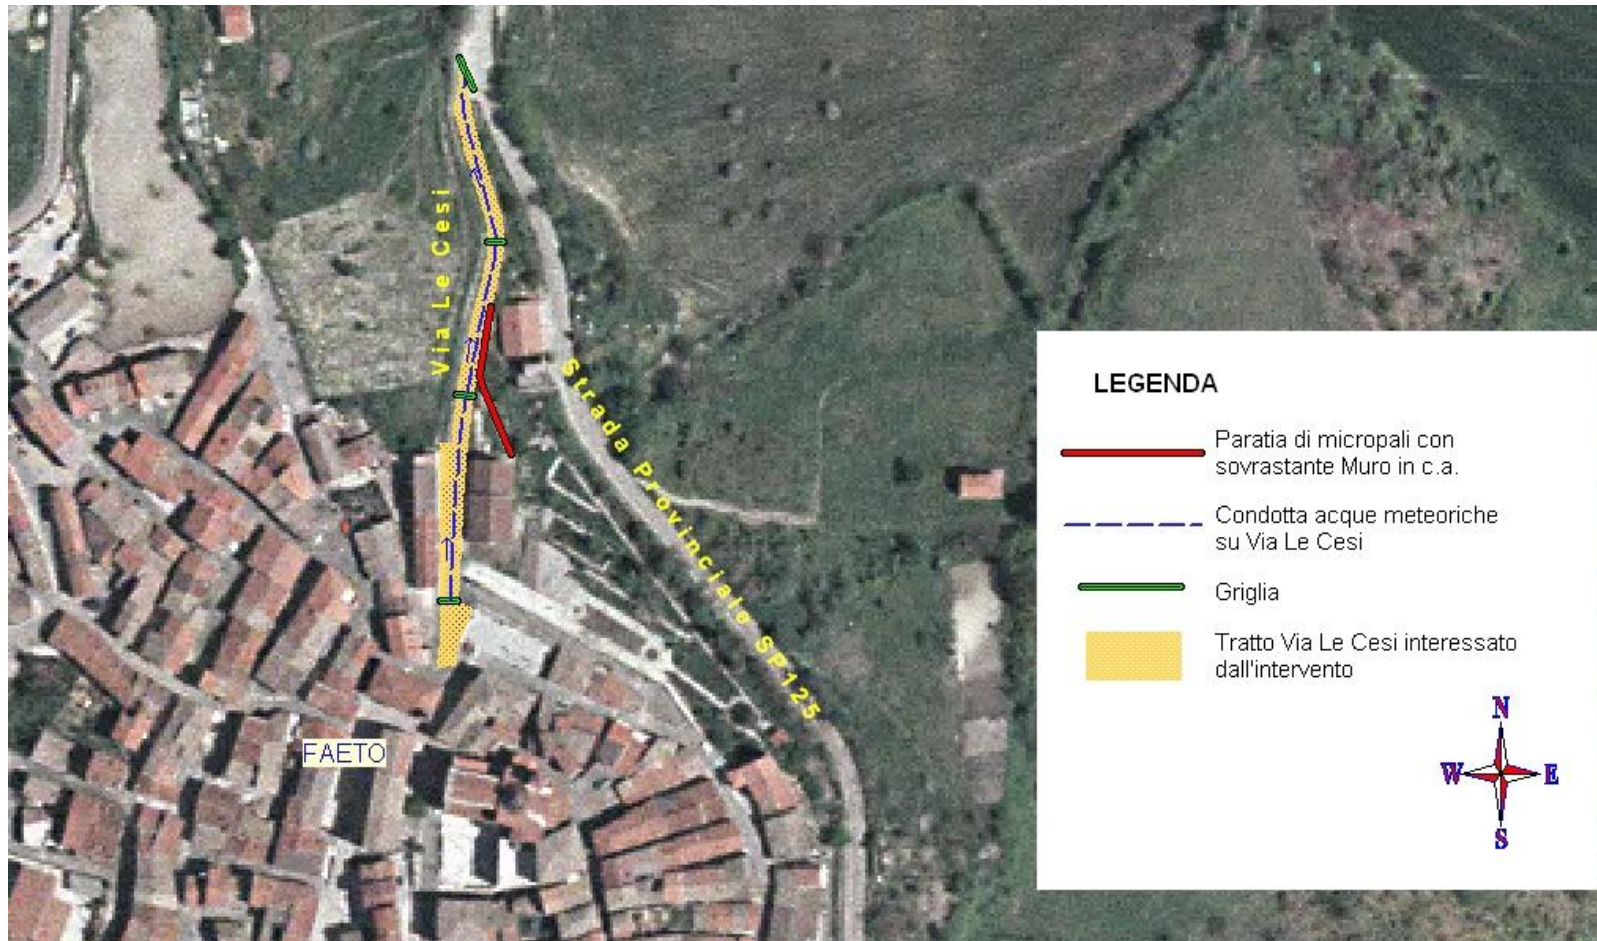 Via Le Cesi
Strada Provinciale SP125
FAETO
LEGENDA
Paratia di micropali con
sovrastante Muro in c.a.
Condotta acque meteoriche
su Via Le Cesi
Griglia
Tratto Via Le Cesi interessato
dall'intervento
N
W E
S